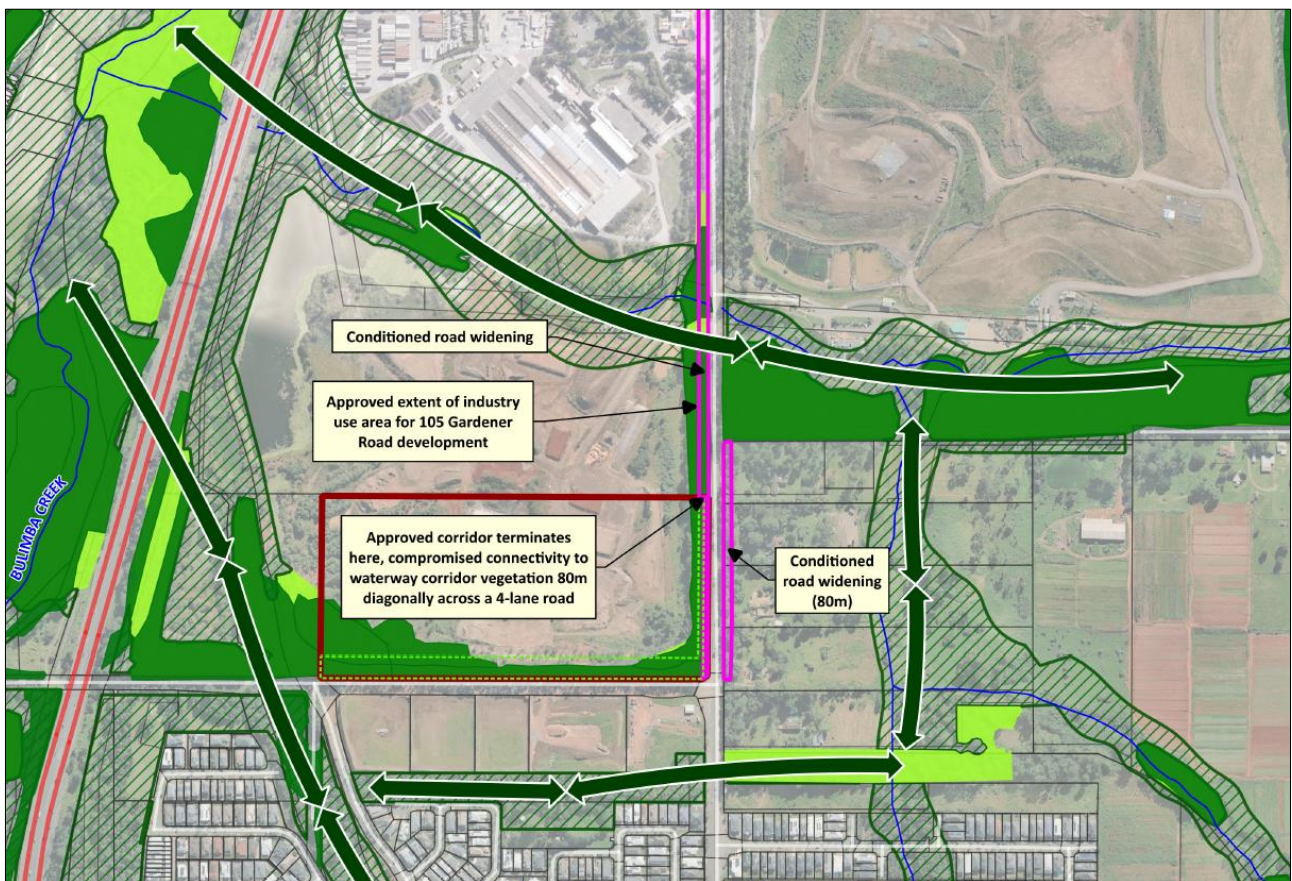 Conditioned road widening
Approved extent of industry
use area for 105 Gardener
Road development
Approved corridor terminates
here, compromised connectivity to
waterway corridor vegetation 80m
diagonally across a 4-lane road
Conditioned
road widening
(80m)
BULIMBA CREEK